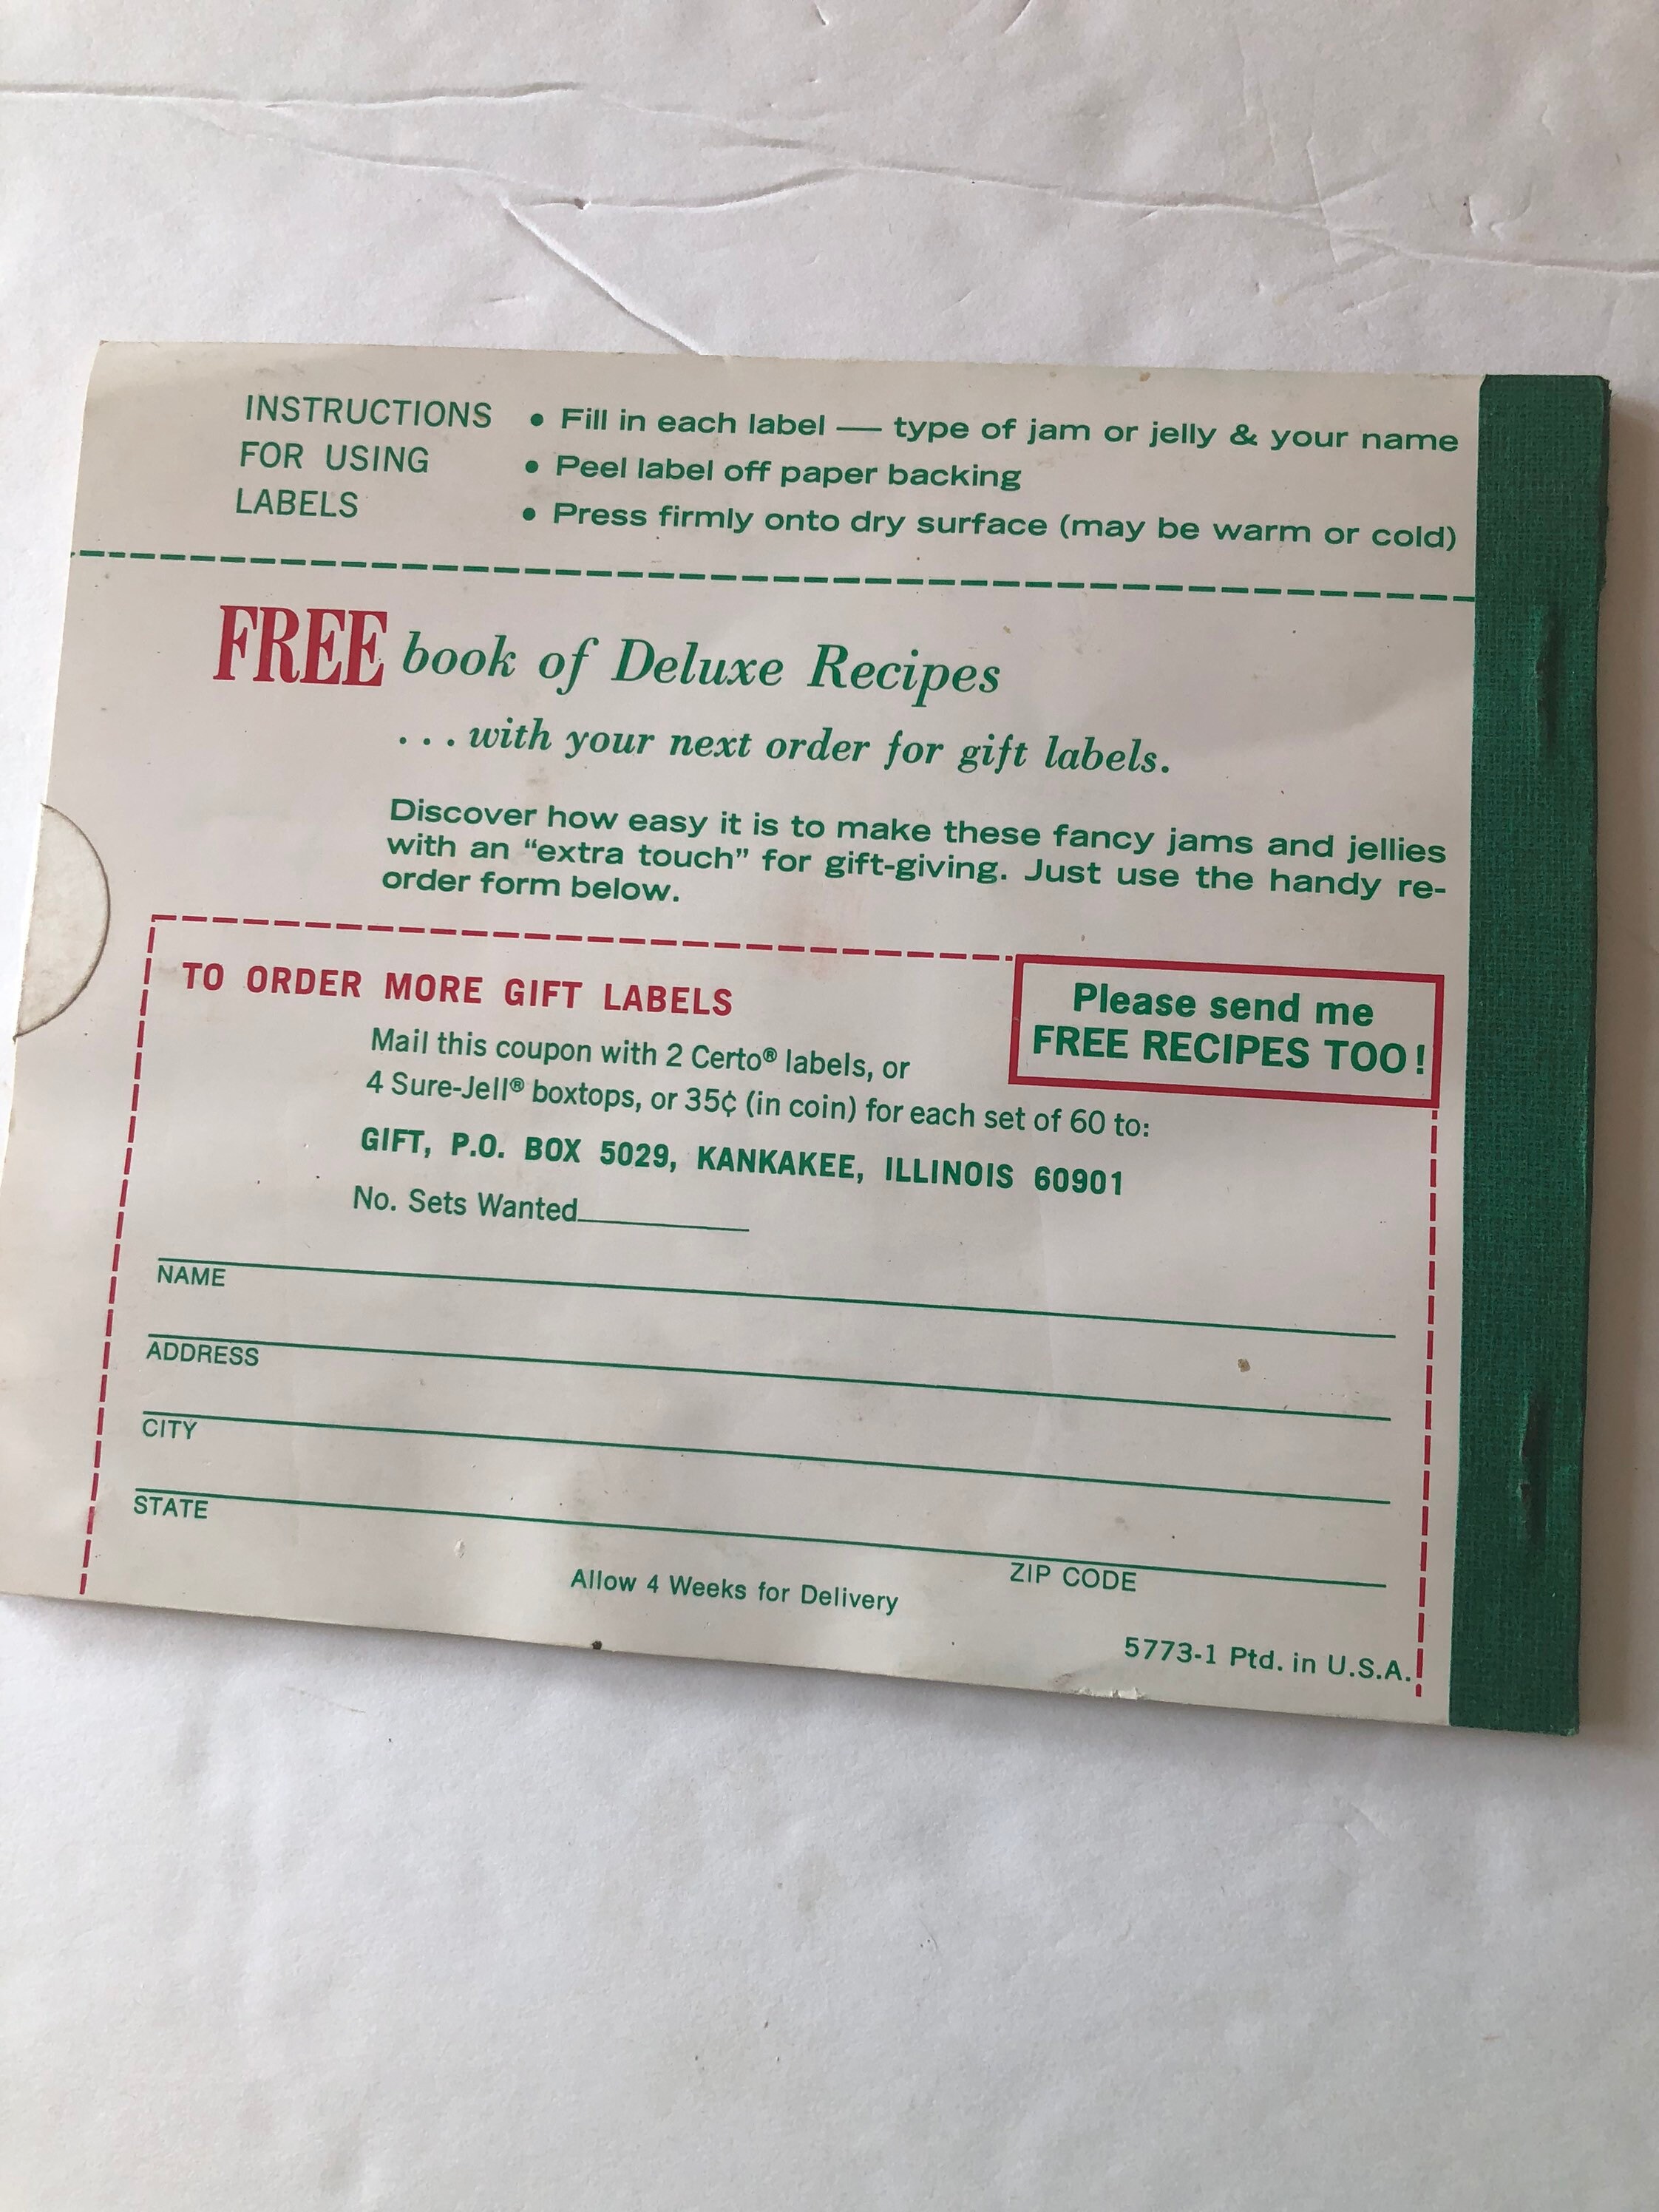 INSTRUCTIONS
FOR USING
LABELS
• Fill in each label — type of jam or jelly & your name
• Peel label off paper backing
• Press firmly onto dry surface (may be warm or cold)
FREE book of Deluxe Recipes
...with your next order for gift labels.
Discover how easy it is to make these fancy jams and jellies
with an “extra touch” for gift-giving. Just use the handy re-
order form below.
TO ORDER MORE GIFT LABELS
Please send me
FREE RECIPES TOO!
Mail this coupon with 2 Certo® labels, or
4 Sure-Jell® boxtops, or 35¢ (in coin) for each set of 60 to:
GIFT, P.O. BOX 5029, KANKAKEE, ILLINOIS 60901
No. Sets Wanted
NAME
ADDRESS
CITY
STATE
ZIP CODE
Allow 4 Weeks for Delivery
5773-1 Ptd. in U.S.A.